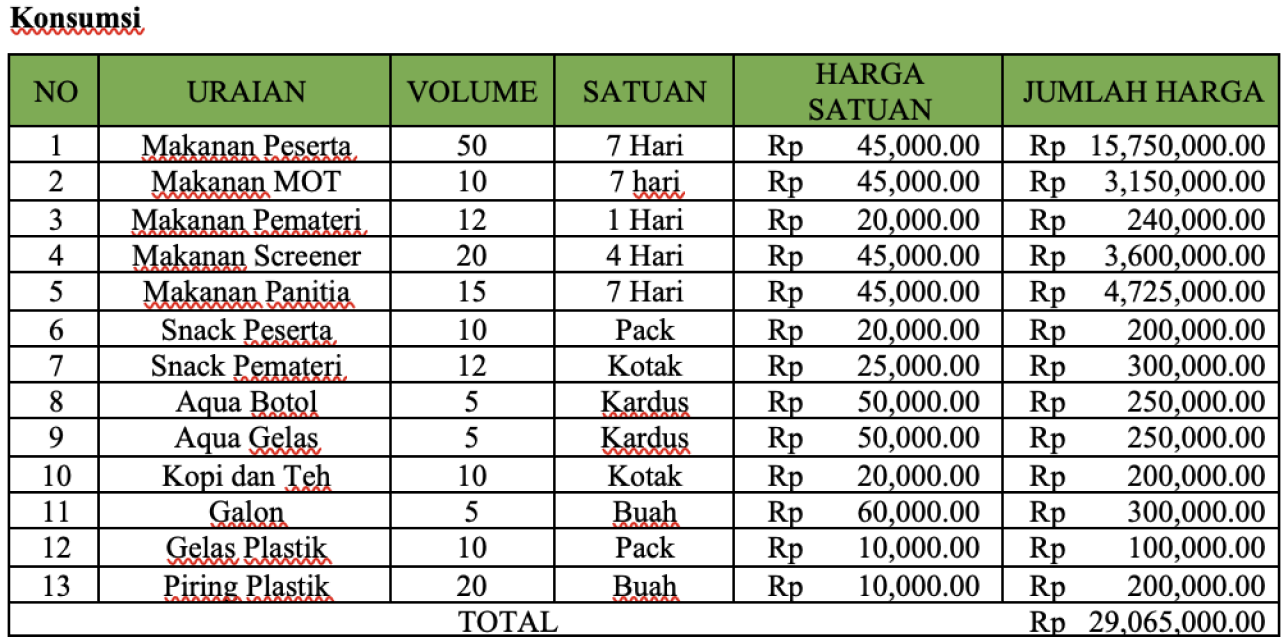 Konsumsi
NO URAIAN VOLUME SATUAN HARGA SATUAN JUMLAH HARGA
1 Makanan Peserta 50 7 Hari Rp 45,000.00 Rp 15,750,000.00
2 Makanan MOT 10 7 hari Rp 45,000.00 Rp 3,150,000.00
3 Makanan Pemateri 12 1 Hari Rp 20,000.00 Rp 240,000.00
4 Makanan Screener 20 4 Hari Rp 45,000.00 Rp 3,600,000.00
5 Makanan Panitia 15 7 Hari Rp 45,000.00 Rp 4,725,000.00
6 Snack Peserta 10 Pack Rp 20,000.00 Rp 200,000.00
7 Snack Pemateri 12 Kotak Rp 25,000.00 Rp 300,000.00
8 Aqua Botol 5 Kardus Rp 50,000.00 Rp 250,000.00
9 Aqua Gelas 5 Kardus Rp 50,000.00 Rp 250,000.00
10 Kopi dan Teh 10 Kotak Rp 20,000.00 Rp 200,000.00
11 Galon 5 Buah Rp 60,000.00 Rp 300,000.00
12 Gelas Plastik 10 Pack Rp 10,000.00 Rp 100,000.00
13 Piring Plastik 20 Buah Rp 10,000.00 Rp 200,000.00
TOTAL Rp 29,065,000.00